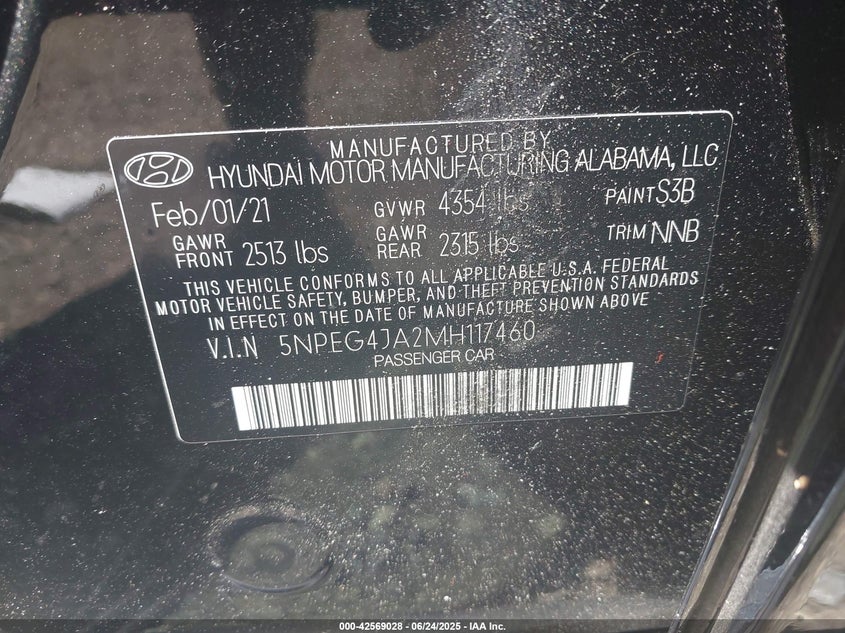 MANUFACTURED BY
HYUNDAI MOTOR MANUFACTURING ALABAMA, LLC
Feb/01/21 GVWR 4354 lbs PAINT S3B
GAWR FRONT 2513 lbs GAWR REAR 2315 lbs TRIM NNB
THIS VEHICLE CONFORMS TO ALL APPLICABLE U.S.A. FEDERAL
MOTOR VEHICLE SAFETY, BUMPER, AND THEFT PREVENTION STANDARDS
IN EFFECT ON THE DATE OF MANUFACTURE SHOWN ABOVE
V.I.N 5NPEG4JA2MH117460
PASSENGER CAR
000-42569028 - 06/24/2025 - IAA Inc.